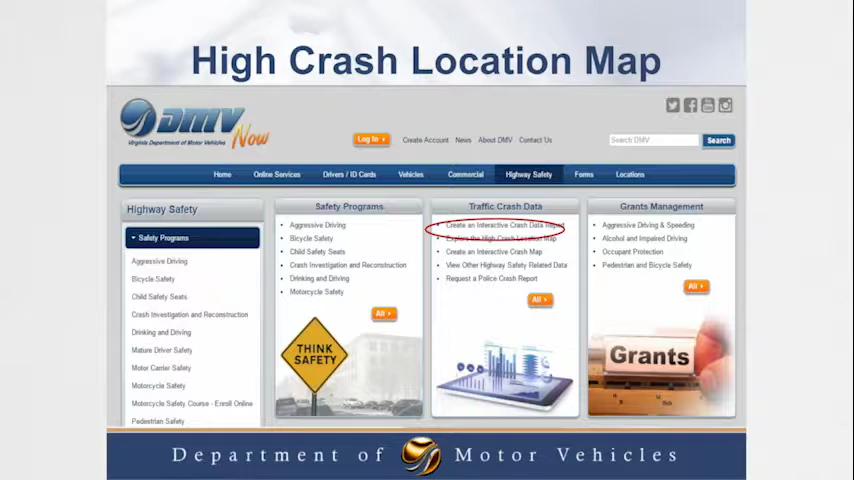 High Crash Location Map
DMV Now
Virginia Department of Motor Vehicles
Log In
Create Account News About DMV Contact Us
Search DMV
Search
Home Online Services Drivers / ID Cards Vehicles Commercial Highway Safety Forms Locations
Highway Safety
Safety Programs
Aggressive Driving
Bicycle Safety
Child Safety Seats
Crash Investigation and Reconstruction
Drinking and Driving
Mature Driver Safety
Motor Carrier Safety
Motorcycle Safety
Motorcycle Safety Course - Enroll Online
Pedestrian Safety
Safety Programs
Aggressive Driving
Bicycle Safety
Child Safety Seats
Crash Investigation and Reconstruction
Drinking and Driving
Motorcycle Safety
All
THINK
SAFETY
Traffic Crash Data
Create an Interactive Crash Data Report
Explore the High Crash Location Map
Create an Interactive Crash Map
View Other Highway Safety Related Data
Request a Police Crash Report
All
Grants Management
Aggressive Driving & Speeding
Alcohol and Impaired Driving
Occupant Protection
Pedestrian and Bicycle Safety
All
Grants
Department of Motor Vehicles